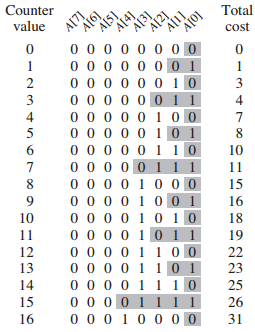 Counter Total
value A[7] A[6] A[5] A[4] A[3] A[2] A[1] A[0] cost
0 0 0 0 0 0 0 0 0 0
1 0 0 0 0 0 0 0 1 1
2 0 0 0 0 0 0 1 0 3
3 0 0 0 0 0 0 1 1 4
4 0 0 0 0 0 1 0 0 7
5 0 0 0 0 0 1 0 1 8
6 0 0 0 0 0 1 1 0 10
7 0 0 0 0 0 1 1 1 11
8 0 0 0 0 1 0 0 0 15
9 0 0 0 0 1 0 0 1 16
10 0 0 0 0 1 0 1 0 18
11 0 0 0 0 1 0 1 1 19
12 0 0 0 0 1 1 0 0 22
13 0 0 0 0 1 1 0 1 23
14 0 0 0 0 1 1 1 0 25
15 0 0 0 0 1 1 1 1 26
16 0 0 0 1 0 0 0 0 31